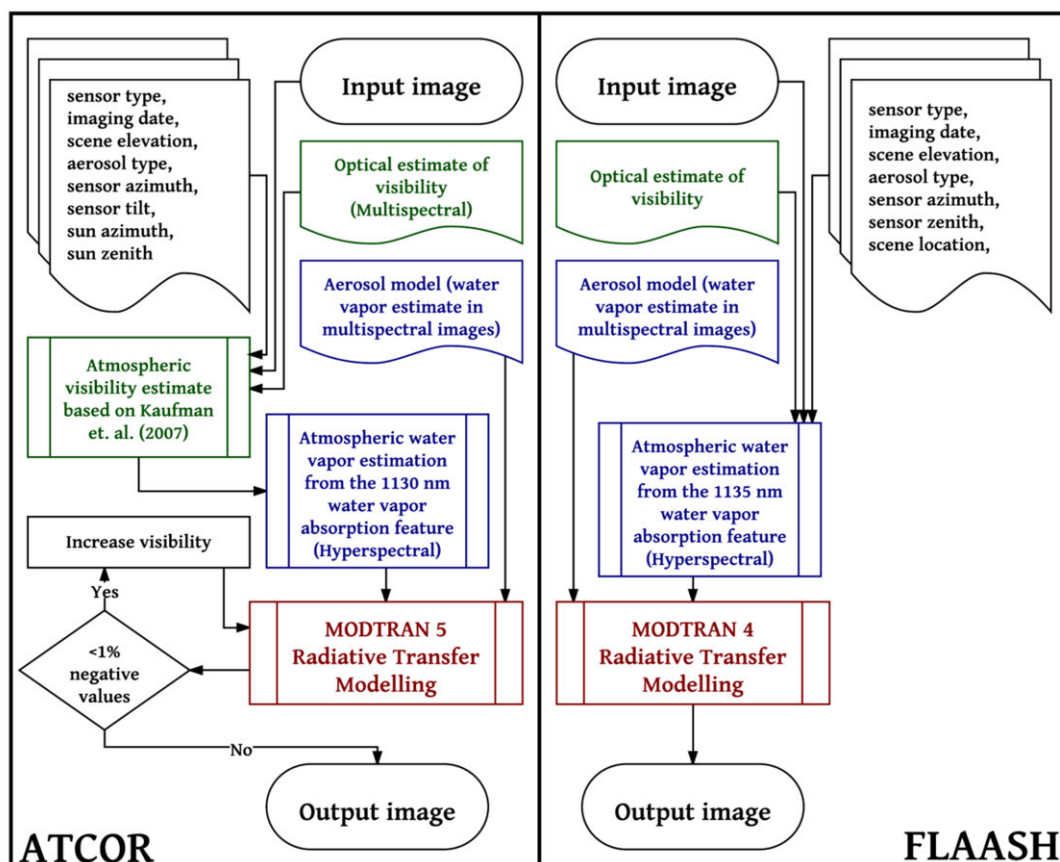 sensor type,
imaging date,
scene elevation,
aerosol type,
sensor azimuth,
sensor tilt,
sun azimuth,
sun zenith
Input image
Optical estimate of
visibility
(Multispectral)
Aerosol model (water
vapor estimate in
multispectral images)
Atmospheric
visibility estimate
based on Kaufman
et. al. (2007)
Atmospheric water
vapor estimation
from the 1130 nm
water vapor
absorption feature
(Hyperspectral)
Increase visibility
Yes
<1%
negative
values
MODTRAN 5
Radiative Transfer
Modelling
No
Output image
ATCOR
Input image
sensor type,
imaging date,
scene elevation,
aerosol type,
sensor azimuth,
sensor zenith,
scene location,
Optical estimate of
visibility
Aerosol model (water
vapor estimate in
multispectral images)
Atmospheric water
vapor estimation
from the 1135 nm
water vapor
absorption feature
(Hyperspectral)
MODTRAN 4
Radiative Transfer
Modelling
Output image
FLAASH